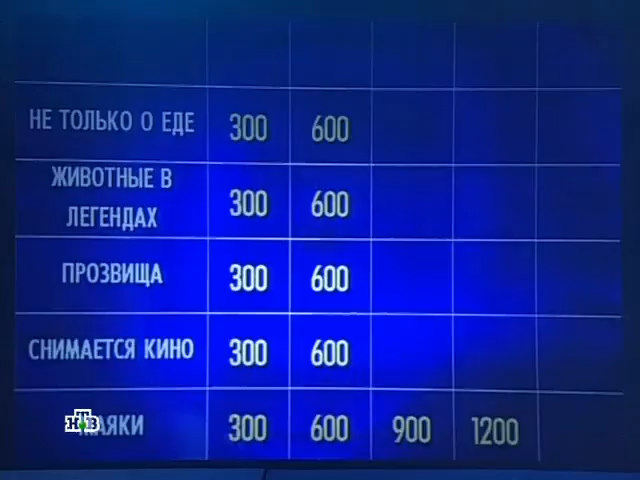 НЕ ТОЛЬКО О ЕДЕ 300 600
ЖИВОТНЫЕ В
ЛЕГЕНДАХ 300 600
ПРОЗВИЩА 300 600
СНИМАЕТСЯ КИНО 300 600
МАЯКИ 300 600 900 1200
НТВ